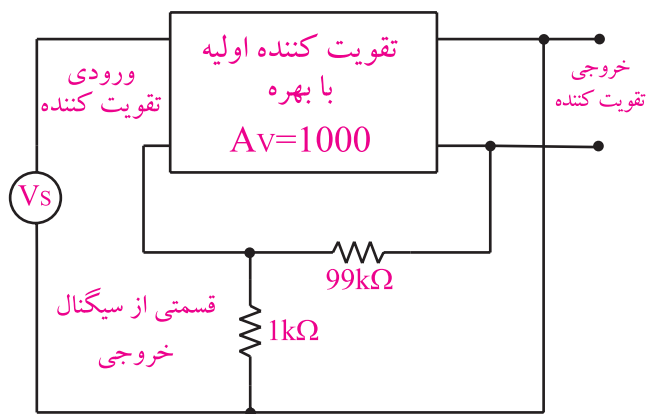 تقویت کننده اولیه
با بهره
Av=1000
ورودی
تقویت کننده
خروجی
تقویت کننده
Vs
99kΩ
1kΩ
قسمتی از سیگنال
خروجی